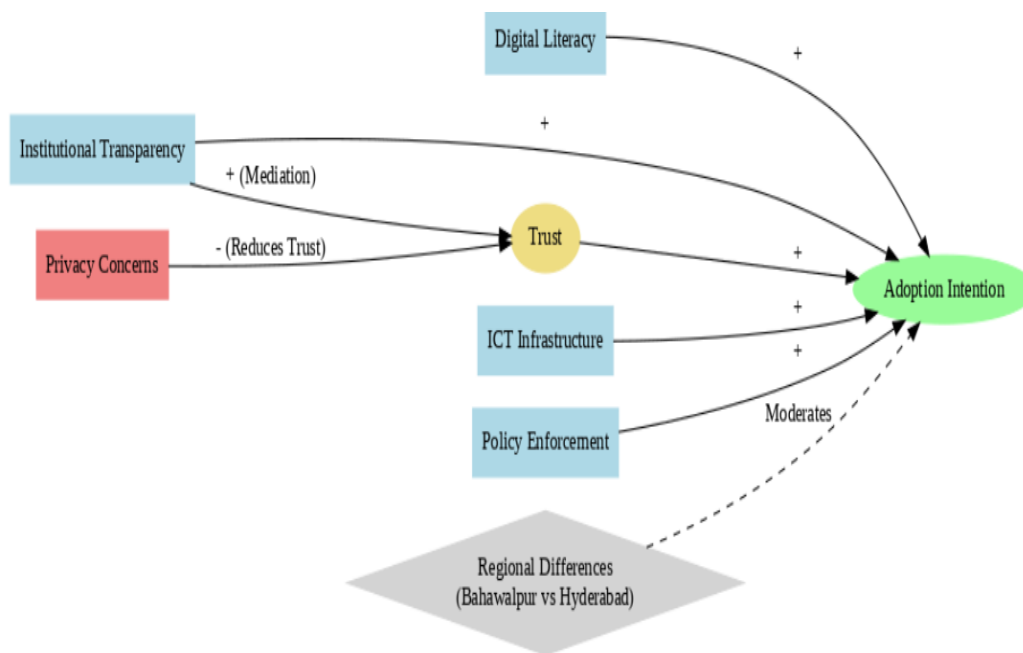 Digital Literacy
+
+
Institutional Transparency
+ (Mediation)
- (Reduces Trust)
Privacy Concerns
Trust
+
Adoption Intention
+
ICT Infrastructure
+
Policy Enforcement
Moderates
Regional Differences
(Bahawalpur vs Hyderabad)